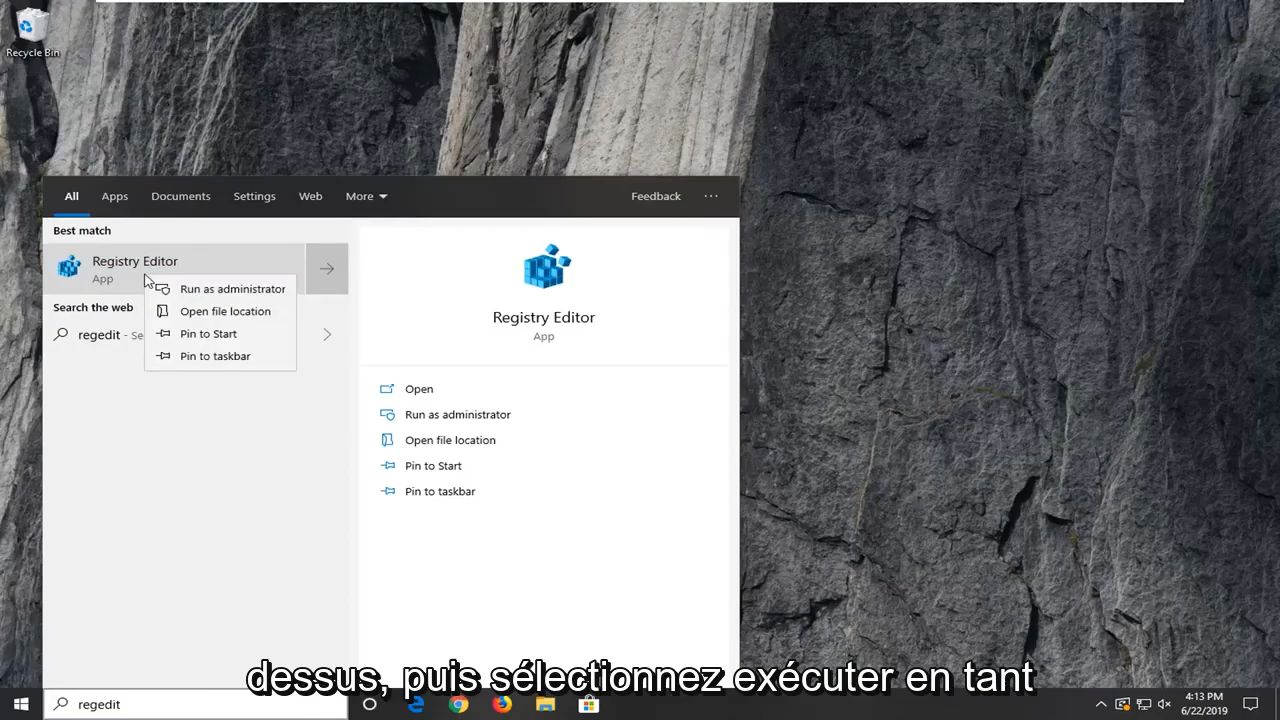 Recycle Bin
All Apps Documents Settings Web More Feedback ...
Best match
Registry Editor
App
Run as administrator
Open file location
Pin to Start
Pin to taskbar
Search the web
regedit - Se
Registry Editor
App
Open
Run as administrator
Open file location
Pin to Start
Pin to taskbar
dessus, puis sélectionnez exécuter en tant
regedit
4:13 PM
6/22/2019